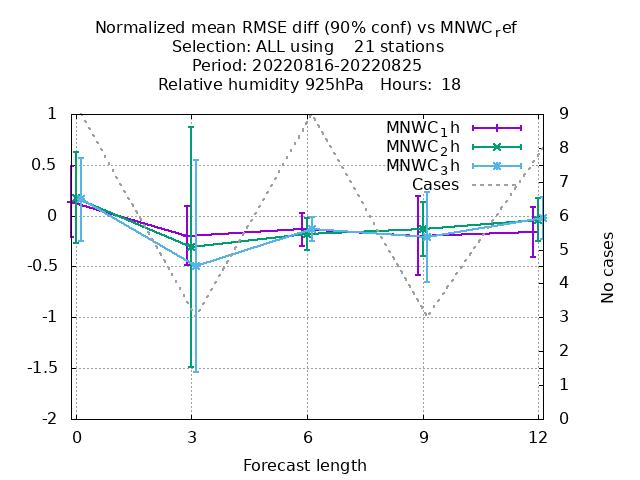 Normalized mean RMSE diff (90% conf) vs MNWC_ref
Selection: ALL using    21 stations
Period: 20220816-20220825
Relative humidity 925hPa   Hours: 18
MNWC_1h
MNWC_2h
MNWC_3h
Cases
1
0.5
0
-0.5
-1
-1.5
-2
9
8
7
6
5
4
3
2
1
0
No cases
0 3 6 9 12
Forecast length